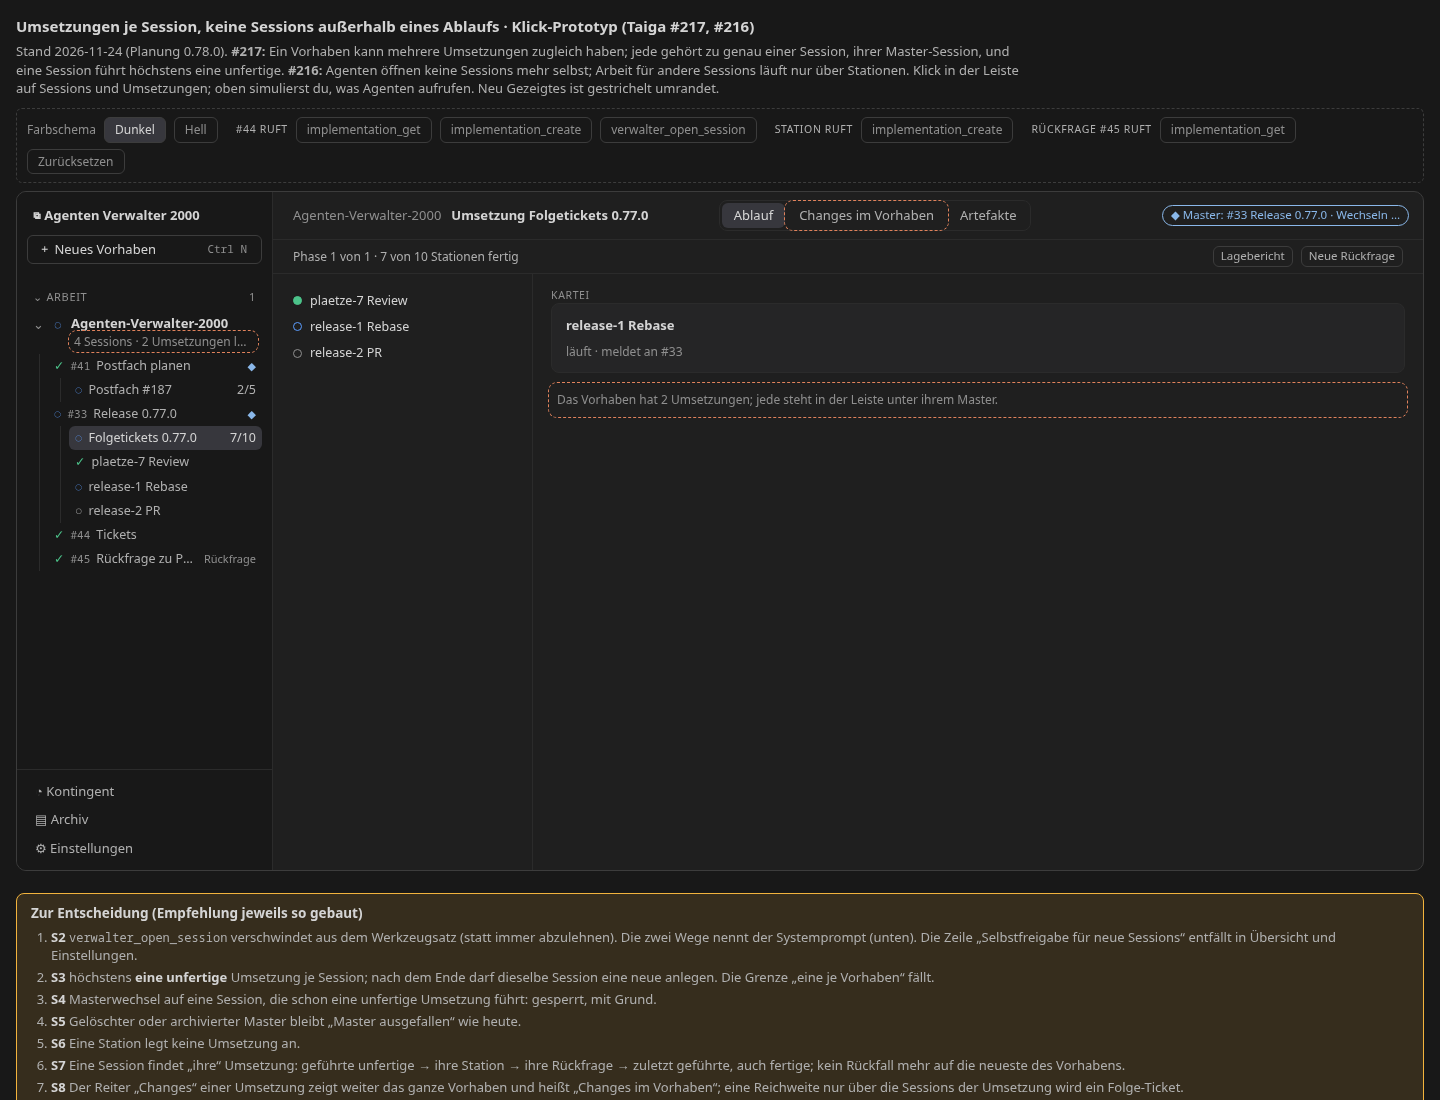 Umsetzungen je Session, keine Sessions außerhalb eines Ablaufs · Klick-Prototyp (Taiga #217, #216)
Stand 2026-11-24 (Planung 0.78.0). #217: Ein Vorhaben kann mehrere Umsetzungen zugleich haben; jede gehört zu genau einer Session, ihrer Master-Session, und
eine Session führt höchstens eine unfertige. #216: Agenten öffnen keine Sessions mehr selbst; Arbeit für andere Sessions läuft nur über Stationen. Klick in der Leiste
auf Sessions und Umsetzungen; oben simulierst du, was Agenten aufrufen. Neu Gezeigtes ist gestrichelt umrandet.
Farbschema Dunkel Hell #44 RUFT implementation_get implementation_create verwalter_open_session STATION RUFT implementation_create RÜCKFRAGE #45 RUFT implementation_get
Zurücksetzen
Agenten Verwalter 2000
+ Neues Vorhaben Ctrl N
ARBEIT 1
Agenten-Verwalter-2000
4 Sessions · 2 Umsetzungen l…
✓ #41 Postfach planen ◆
Postfach #187 2/5
#33 Release 0.77.0 ◆
Folgetickets 0.77.0 7/10
✓ plaetze-7 Review
release-1 Rebase
release-2 PR
✓ #44 Tickets
✓ #45 Rückfrage zu P… Rückfrage
Kontingent
Archiv
Einstellungen
Agenten-Verwalter-2000 Umsetzung Folgetickets 0.77.0
Ablauf Changes im Vorhaben Artefakte
◆ Master: #33 Release 0.77.0 · Wechseln …
Phase 1 von 1 · 7 von 10 Stationen fertig
Lagebericht Neue Rückfrage
plaetze-7 Review
release-1 Rebase
release-2 PR
KARTEI
release-1 Rebase
läuft · meldet an #33
Das Vorhaben hat 2 Umsetzungen; jede steht in der Leiste unter ihrem Master.
Zur Entscheidung (Empfehlung jeweils so gebaut)
1. S2 verwalter_open_session verschwindet aus dem Werkzeugsatz (statt immer abzulehnen). Die zwei Wege nennt der Systemprompt (unten). Die Zeile „Selbstfreigabe für neue Sessions“ entfällt in Übersicht und
Einstellungen.
2. S3 höchstens eine unfertige Umsetzung je Session; nach dem Ende darf dieselbe Session eine neue anlegen. Die Grenze „eine je Vorhaben“ fällt.
3. S4 Masterwechsel auf eine Session, die schon eine unfertige Umsetzung führt: gesperrt, mit Grund.
4. S5 Gelöschter oder archivierter Master bleibt „Master ausgefallen“ wie heute.
5. S6 Eine Station legt keine Umsetzung an.
6. S7 Eine Session findet „ihre“ Umsetzung: geführte unfertige → ihre Station → ihre Rückfrage → zuletzt geführte, auch fertige; kein Rückfall mehr auf die neueste des Vorhabens.
7. S8 Der Reiter „Changes“ einer Umsetzung zeigt weiter das ganze Vorhaben und heißt „Changes im Vorhaben“; eine Reichweite nur über die Sessions der Umsetzung wird ein Folge-Ticket.